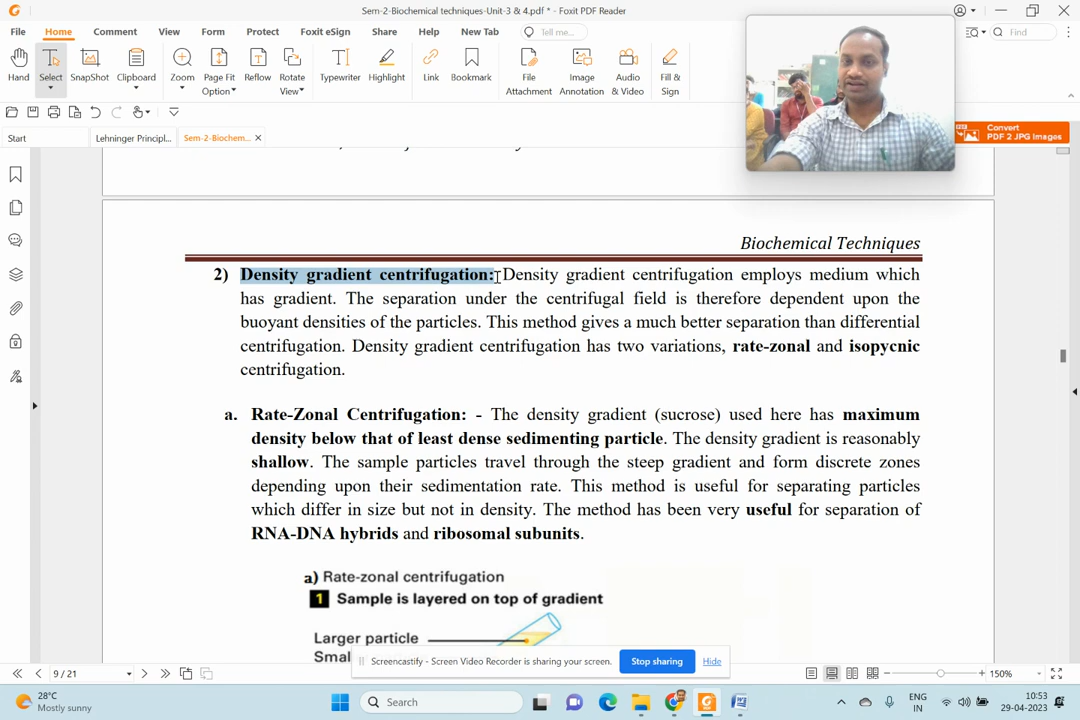 Sem-2-Biochemical techniques-Unit-3 & 4.pdf * - Foxit PDF Reader
File Home Comment View Form Protect Foxit eSign Share Help New Tab Tell me... Find
Hand Select SnapShot Clipboard Zoom Page Fit Option Reflow Rotate View Typewriter Highlight Link Bookmark File Attachment Image Annotation Audio & Video Fill & Sign
Start Lehninger Principl... Sem-2-Biochem...
Convert
PDF 2 JPG Images
Biochemical Techniques
2) Density gradient centrifugation: Density gradient centrifugation employs medium which
has gradient. The separation under the centrifugal field is therefore dependent upon the
buoyant densities of the particles. This method gives a much better separation than differential
centrifugation. Density gradient centrifugation has two variations, rate-zonal and isopycnic
centrifugation.
a. Rate-Zonal Centrifugation: - The density gradient (sucrose) used here has maximum
density below that of least dense sedimenting particle. The density gradient is reasonably
shallow. The sample particles travel through the steep gradient and form discrete zones
depending upon their sedimentation rate. This method is useful for separating particles
which differ in size but not in density. The method has been very useful for separation of
RNA-DNA hybrids and ribosomal subunits.
a) Rate-zonal centrifugation
1 Sample is layered on top of gradient
Larger particle
Screencastify - Screen Video Recorder is sharing your screen. Stop sharing Hide
9 / 21 150%
28°C
Mostly sunny
Search
ENG
IN
10:53
29-04-2023